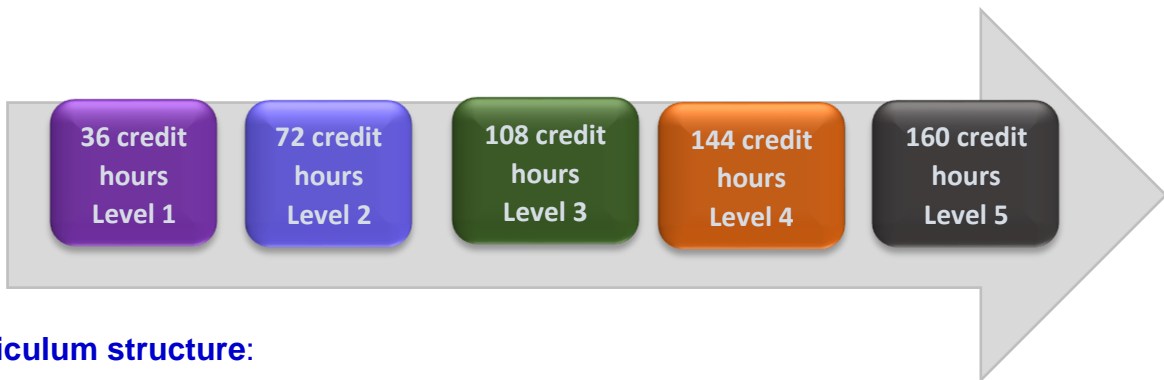 36 credit
hours
Level 1
72 credit
hours
Level 2
108 credit
hours
Level 3
144 credit
hours
Level 4
160 credit
hours
Level 5
iculum structure: